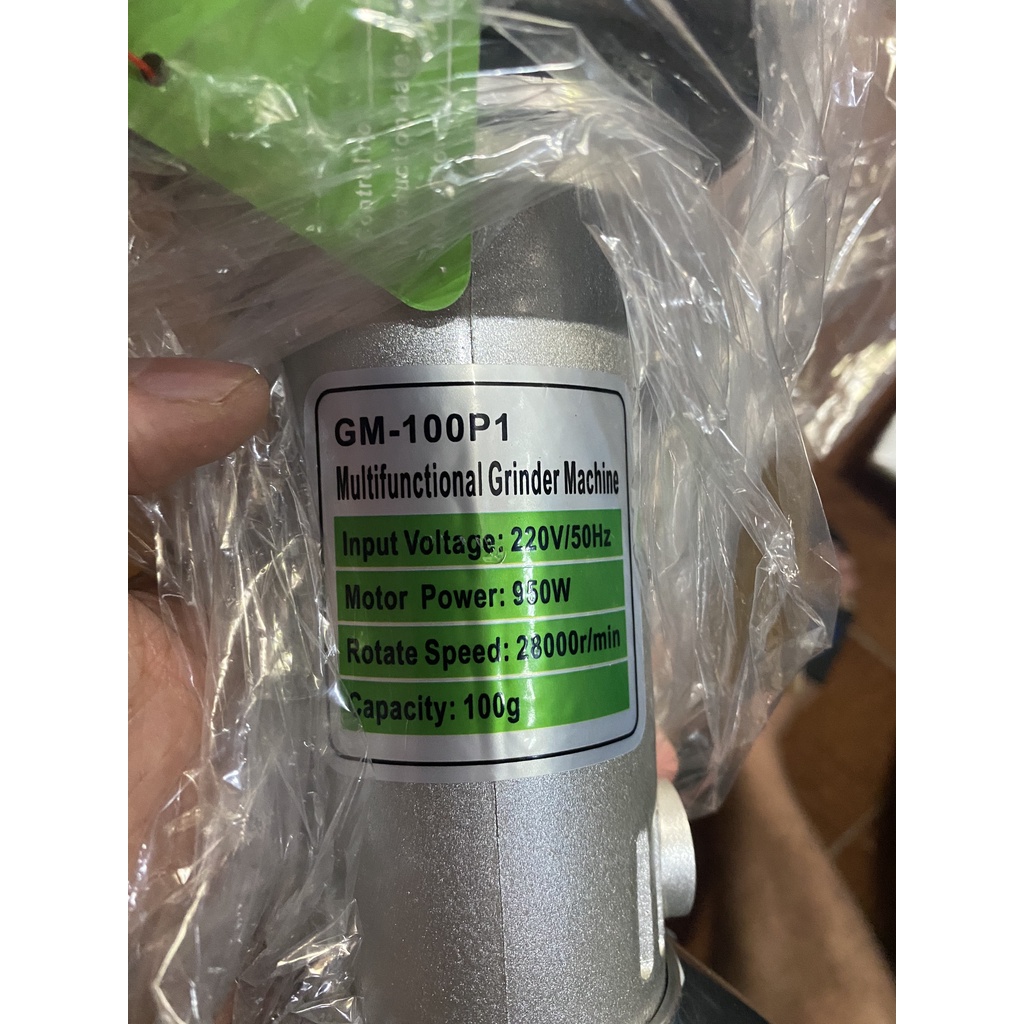 GM-100P1
Multifunctional Grinder Machine
Input Voltage: 220V/50Hz
Motor Power: 950W
Rotate Speed: 28000r/min
Capacity: 100g